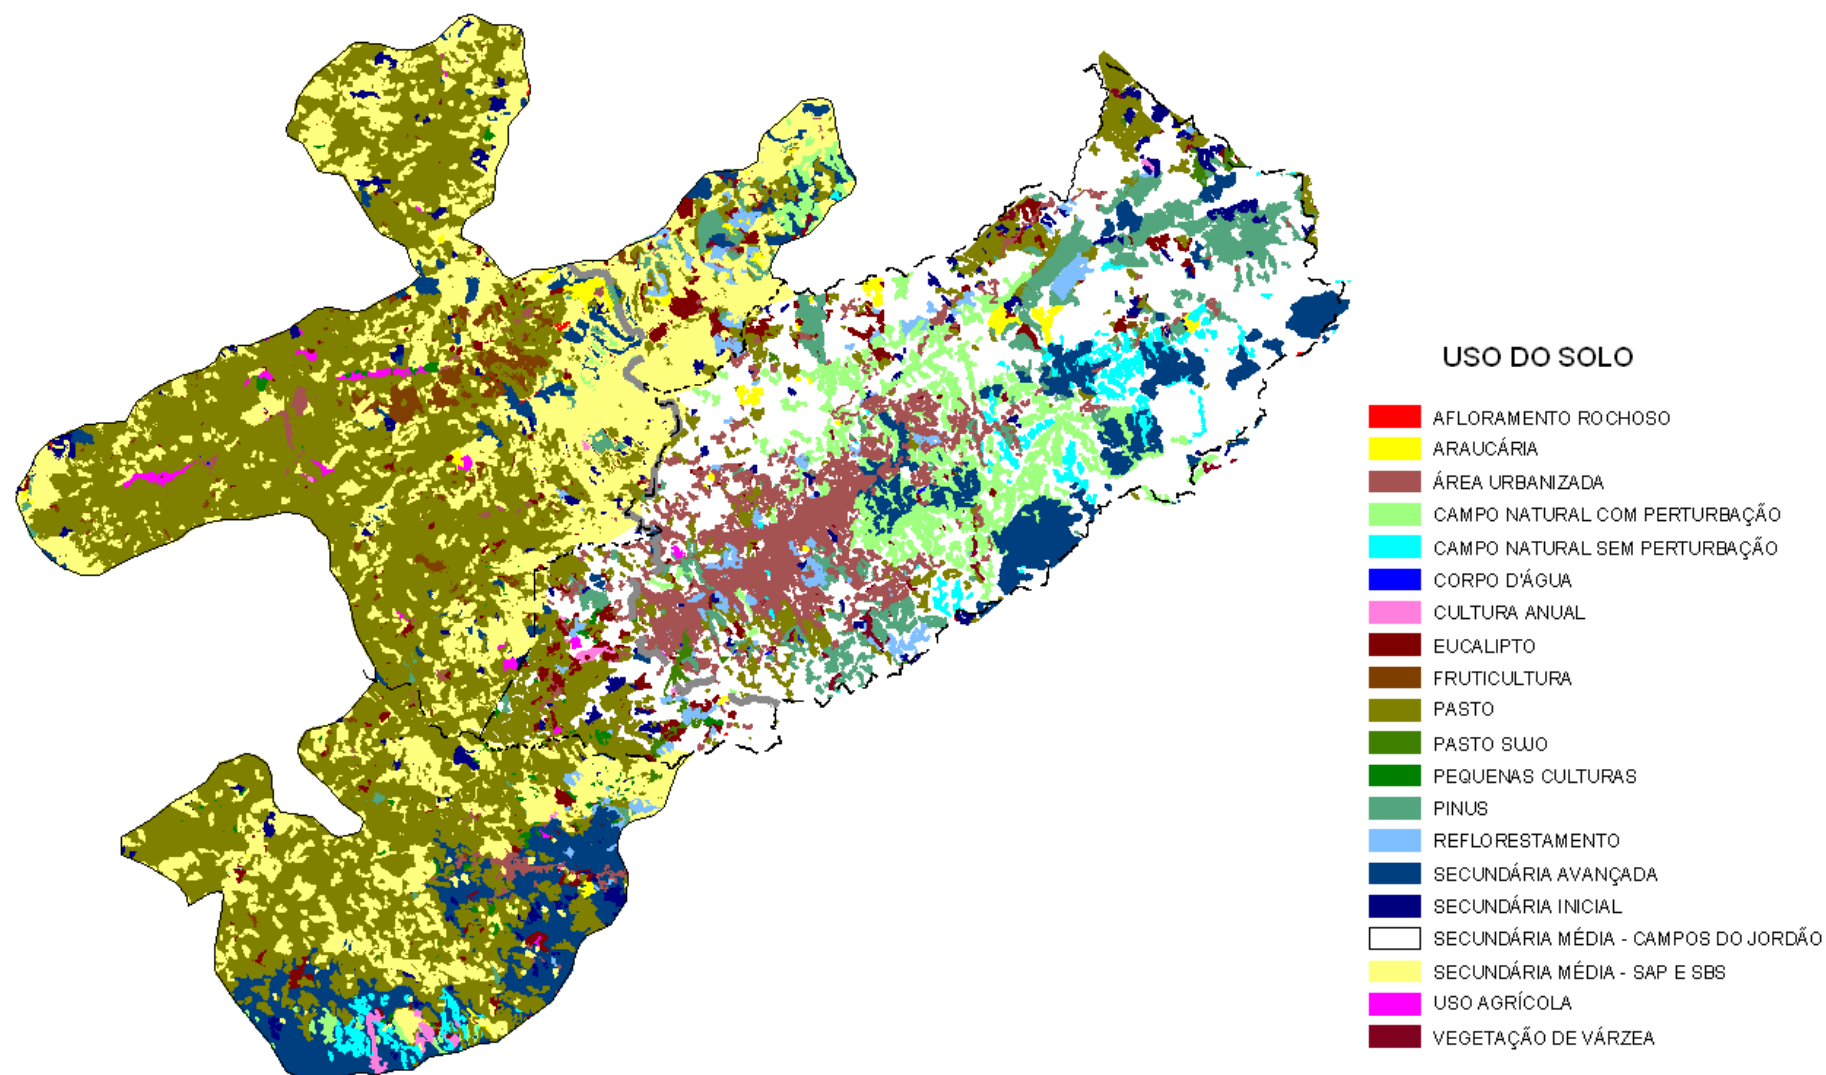 USO DO SOLO
AFLORAMENTO ROCHOSO
ARAUCÁRIA
ÁREA URBANIZADA
CAMPO NATURAL COM PERTURBAÇÃO
CAMPO NATURAL SEM PERTURBAÇÃO
CORPO D'ÁGUA
CULTURA ANUAL
EUCALIPTO
FRUTICULTURA
PASTO
PASTO SUJO
PEQUENAS CULTURAS
PINUS
REFLORESTAMENTO
SECUNDÁRIA AVANÇADA
SECUNDÁRIA INICIAL
SECUNDÁRIA MÉDIA - CAMPOS DO JORDÃO
SECUNDÁRIA MÉDIA - SAP E SBS
USO AGRÍCOLA
VEGETAÇÃO DE VÁRZEA